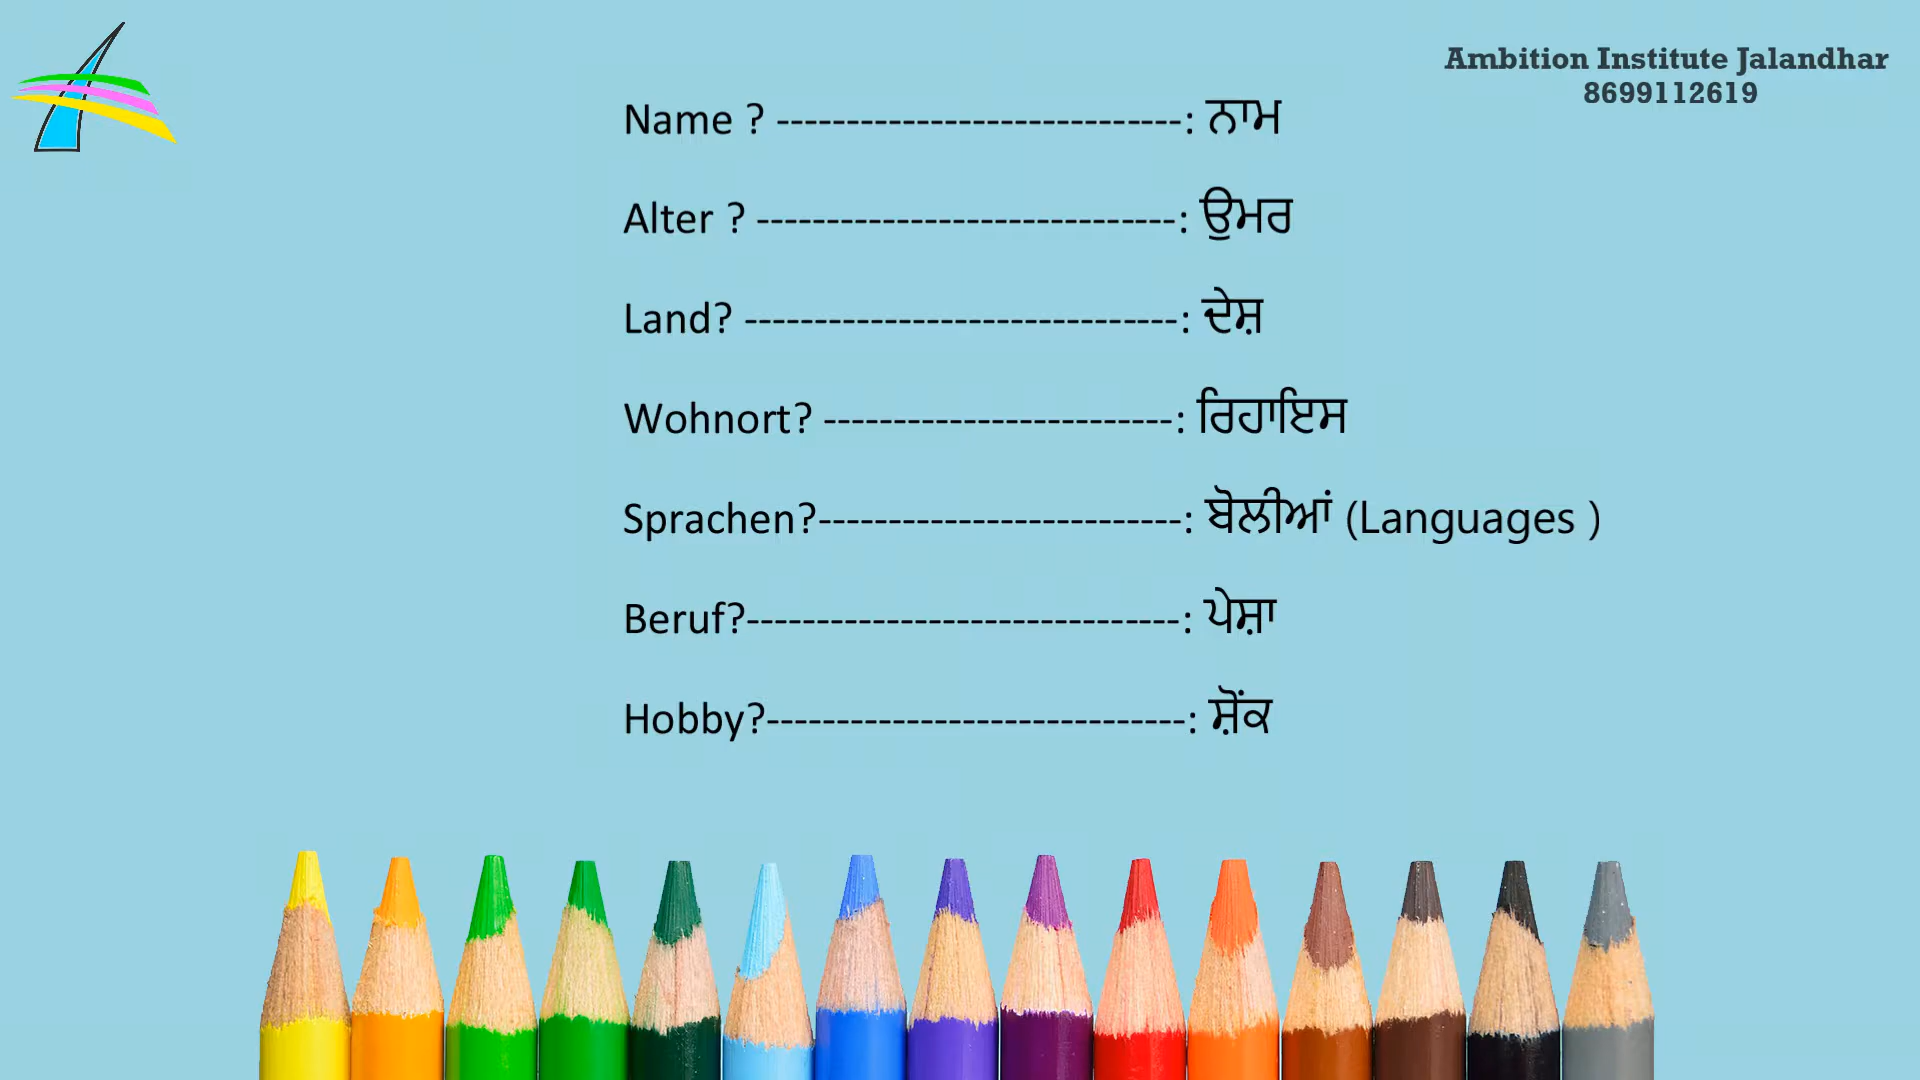 Ambition Institute Jalandhar
8699112619
Name ? -----------------------------: ਨਾਮ
Alter ? ------------------------------: ਉਮਰ
Land? -------------------------------: ਦੇਸ਼
Wohnort? -------------------------: ਰਿਹਾਇਸ
Sprachen?--------------------------: ਬੋਲੀਆਂ (Languages )
Beruf?-------------------------------: ਪੇਸ਼ਾ
Hobby?------------------------------: ਸ਼ੋਂਕ